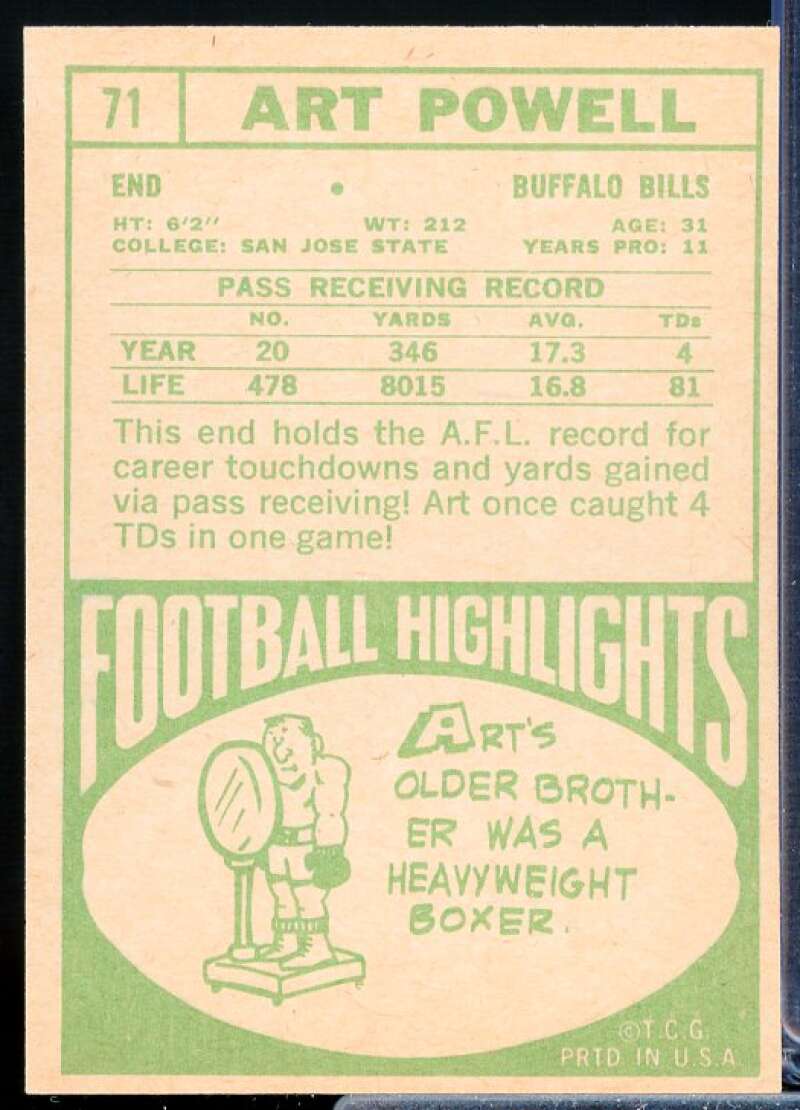 71 ART POWELL
END • BUFFALO BILLS
HT: 6'2" WT: 212 AGE: 31
COLLEGE: SAN JOSE STATE YEARS PRO: 11
PASS RECEIVING RECORD
NO. YARDS AVG. TDs
YEAR 20 346 17.3 4
LIFE 478 8015 16.8 81
This end holds the A.F.L. record for
career touchdowns and yards gained
via pass receiving! Art once caught 4
TDs in one game!
FOOTBALL HIGHLIGHTS
ART'S
OLDER BROTH-
ER WAS A
HEAVYWEIGHT
BOXER.
©T.C.G.
PRTD IN U.S.A.